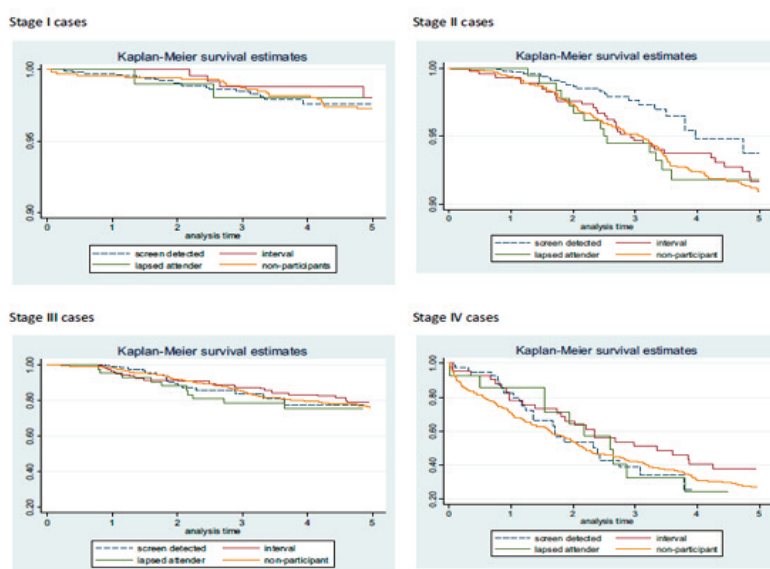 Stage I cases
Kaplan-Meier survival estimates
1.00
0.95
0.90
0 1 2 3 4 5
analysis time
screen detected interval
lapsed attender non-participants
Stage II cases
Kaplan-Meier survival estimates
1.00
0.95
0.90
0 1 2 3 4 5
analysis time
screen detected interval
lapsed attender non-participant
Stage III cases
Kaplan-Meier survival estimates
1.00
0.80
0.60
0.40
0.20
0 1 2 3 4 5
analysis time
screen detected interval
lapsed attender non-participant
Stage IV cases
Kaplan-Meier survival estimates
1.00
0.80
0.60
0.40
0.20
0 1 2 3 4 5
analysis time
screen detected interval
lapsed attender non-participant